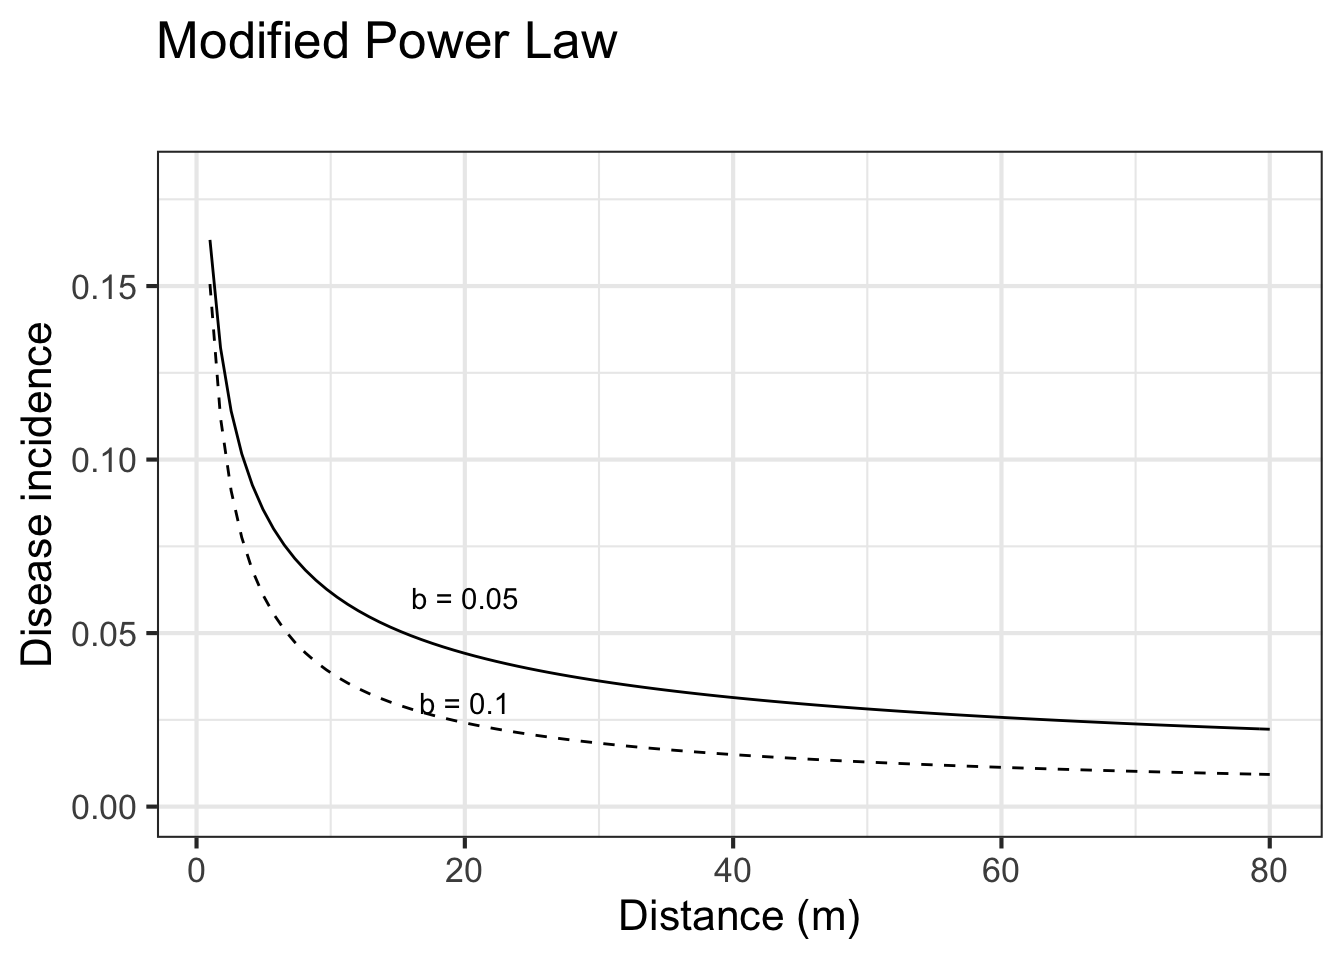 Modified Power Law
Disease incidence
0.15
0.10
0.05
0.00
b = 0.05
b = 0.1
0 20 40 60 80
Distance (m)